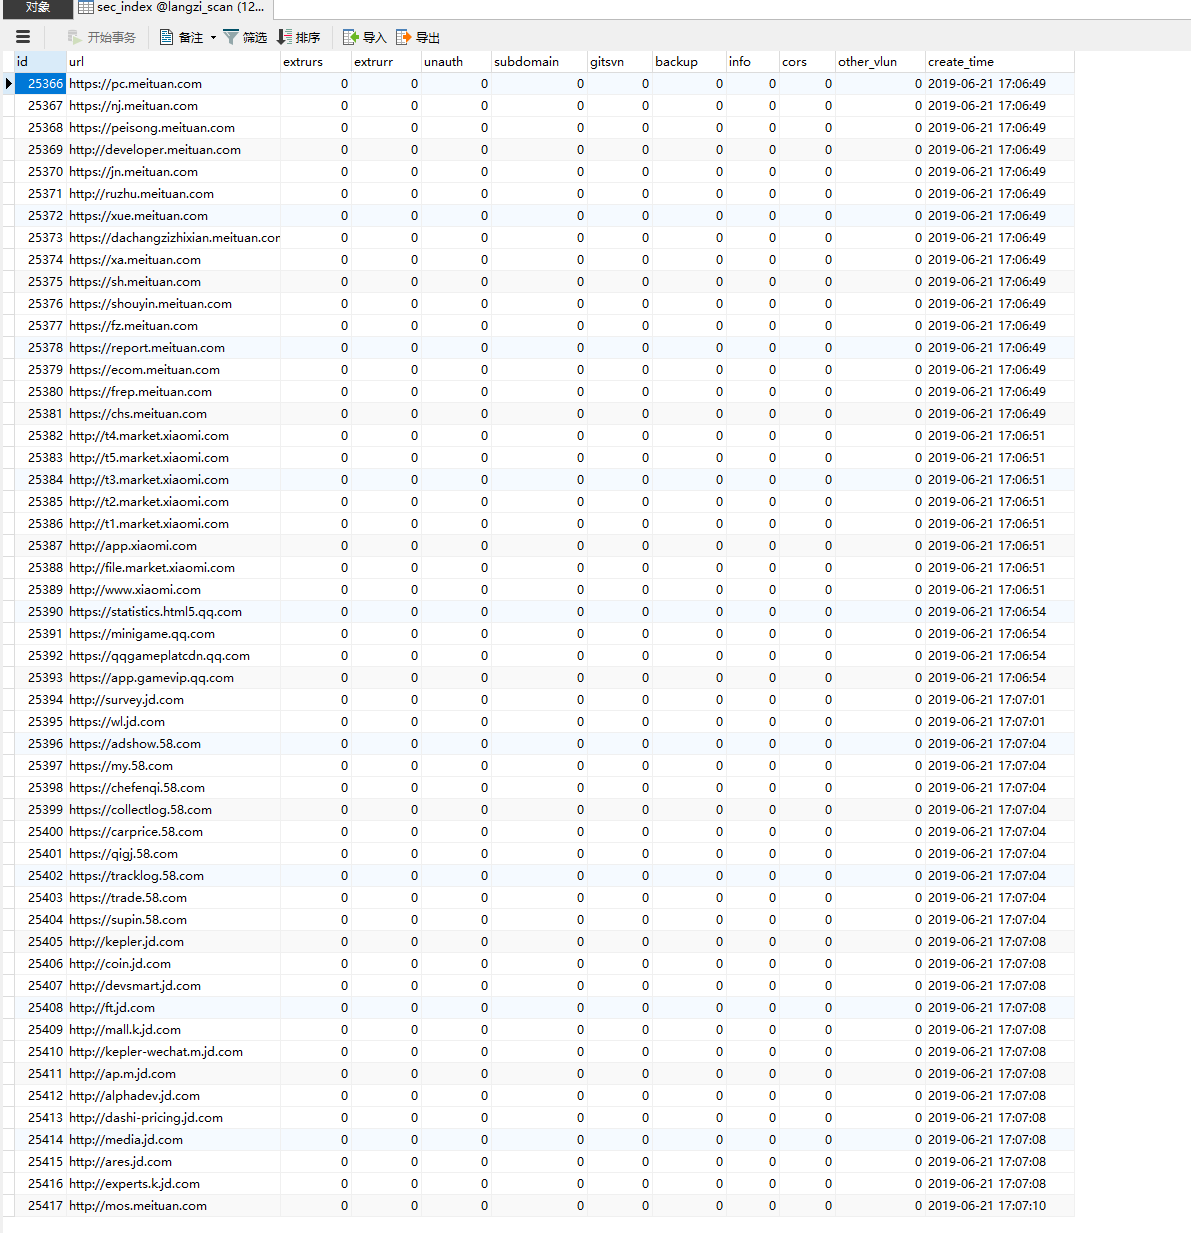 对象 sec_index @langzi_scan (12...
开始事务 备注 筛选 排序 导入 导出
id url extrurs extrurr unauth subdomain gitsvn backup info cors other_vlun create_time
25366 https://pc.meituan.com 0 0 0 0 0 0 0 0 0 2019-06-21 17:06:49
25367 https://nj.meituan.com 0 0 0 0 0 0 0 0 0 2019-06-21 17:06:49
25368 https://peisong.meituan.com 0 0 0 0 0 0 0 0 0 2019-06-21 17:06:49
25369 http://developer.meituan.com 0 0 0 0 0 0 0 0 0 2019-06-21 17:06:49
25370 https://jn.meituan.com 0 0 0 0 0 0 0 0 0 2019-06-21 17:06:49
25371 http://ruzhu.meituan.com 0 0 0 0 0 0 0 0 0 2019-06-21 17:06:49
25372 https://xue.meituan.com 0 0 0 0 0 0 0 0 0 2019-06-21 17:06:49
25373 https://dachangzizhixian.meituan.cor 0 0 0 0 0 0 0 0 0 2019-06-21 17:06:49
25374 https://xa.meituan.com 0 0 0 0 0 0 0 0 0 2019-06-21 17:06:49
25375 https://sh.meituan.com 0 0 0 0 0 0 0 0 0 2019-06-21 17:06:49
25376 https://shouyin.meituan.com 0 0 0 0 0 0 0 0 0 2019-06-21 17:06:49
25377 https://fz.meituan.com 0 0 0 0 0 0 0 0 0 2019-06-21 17:06:49
25378 https://report.meituan.com 0 0 0 0 0 0 0 0 0 2019-06-21 17:06:49
25379 https://ecom.meituan.com 0 0 0 0 0 0 0 0 0 2019-06-21 17:06:49
25380 https://frep.meituan.com 0 0 0 0 0 0 0 0 0 2019-06-21 17:06:49
25381 https://chs.meituan.com 0 0 0 0 0 0 0 0 0 2019-06-21 17:06:49
25382 http://t4.market.xiaomi.com 0 0 0 0 0 0 0 0 0 2019-06-21 17:06:51
25383 http://t5.market.xiaomi.com 0 0 0 0 0 0 0 0 0 2019-06-21 17:06:51
25384 http://t3.market.xiaomi.com 0 0 0 0 0 0 0 0 0 2019-06-21 17:06:51
25385 http://t2.market.xiaomi.com 0 0 0 0 0 0 0 0 0 2019-06-21 17:06:51
25386 http://t1.market.xiaomi.com 0 0 0 0 0 0 0 0 0 2019-06-21 17:06:51
25387 http://app.xiaomi.com 0 0 0 0 0 0 0 0 0 2019-06-21 17:06:51
25388 http://file.market.xiaomi.com 0 0 0 0 0 0 0 0 0 2019-06-21 17:06:51
25389 http://www.xiaomi.com 0 0 0 0 0 0 0 0 0 2019-06-21 17:06:51
25390 https://statistics.html5.qq.com 0 0 0 0 0 0 0 0 0 2019-06-21 17:06:54
25391 https://minigame.qq.com 0 0 0 0 0 0 0 0 0 2019-06-21 17:06:54
25392 https://qqgameplatcdn.qq.com 0 0 0 0 0 0 0 0 0 2019-06-21 17:06:54
25393 https://app.gamevip.qq.com 0 0 0 0 0 0 0 0 0 2019-06-21 17:06:54
25394 http://survey.jd.com 0 0 0 0 0 0 0 0 0 2019-06-21 17:07:01
25395 https://wl.jd.com 0 0 0 0 0 0 0 0 0 2019-06-21 17:07:01
25396 https://adshow.58.com 0 0 0 0 0 0 0 0 0 2019-06-21 17:07:04
25397 https://my.58.com 0 0 0 0 0 0 0 0 0 2019-06-21 17:07:04
25398 https://chefenqi.58.com 0 0 0 0 0 0 0 0 0 2019-06-21 17:07:04
25399 https://collectlog.58.com 0 0 0 0 0 0 0 0 0 2019-06-21 17:07:04
25400 https://carprice.58.com 0 0 0 0 0 0 0 0 0 2019-06-21 17:07:04
25401 https://qigj.58.com 0 0 0 0 0 0 0 0 0 2019-06-21 17:07:04
25402 https://tracklog.58.com 0 0 0 0 0 0 0 0 0 2019-06-21 17:07:04
25403 https://trade.58.com 0 0 0 0 0 0 0 0 0 2019-06-21 17:07:04
25404 https://supin.58.com 0 0 0 0 0 0 0 0 0 2019-06-21 17:07:04
25405 http://kepler.jd.com 0 0 0 0 0 0 0 0 0 2019-06-21 17:07:08
25406 http://coin.jd.com 0 0 0 0 0 0 0 0 0 2019-06-21 17:07:08
25407 http://devsmart.jd.com 0 0 0 0 0 0 0 0 0 2019-06-21 17:07:08
25408 http://ft.jd.com 0 0 0 0 0 0 0 0 0 2019-06-21 17:07:08
25409 http://mall.k.jd.com 0 0 0 0 0 0 0 0 0 2019-06-21 17:07:08
25410 http://kepler-wechat.m.jd.com 0 0 0 0 0 0 0 0 0 2019-06-21 17:07:08
25411 http://ap.m.jd.com 0 0 0 0 0 0 0 0 0 2019-06-21 17:07:08
25412 http://alphadev.jd.com 0 0 0 0 0 0 0 0 0 2019-06-21 17:07:08
25413 http://dashi-pricing.jd.com 0 0 0 0 0 0 0 0 0 2019-06-21 17:07:08
25414 http://media.jd.com 0 0 0 0 0 0 0 0 0 2019-06-21 17:07:08
25415 http://ares.jd.com 0 0 0 0 0 0 0 0 0 2019-06-21 17:07:08
25416 http://experts.k.jd.com 0 0 0 0 0 0 0 0 0 2019-06-21 17:07:08
25417 http://mos.meituan.com 0 0 0 0 0 0 0 0 0 2019-06-21 17:07:10